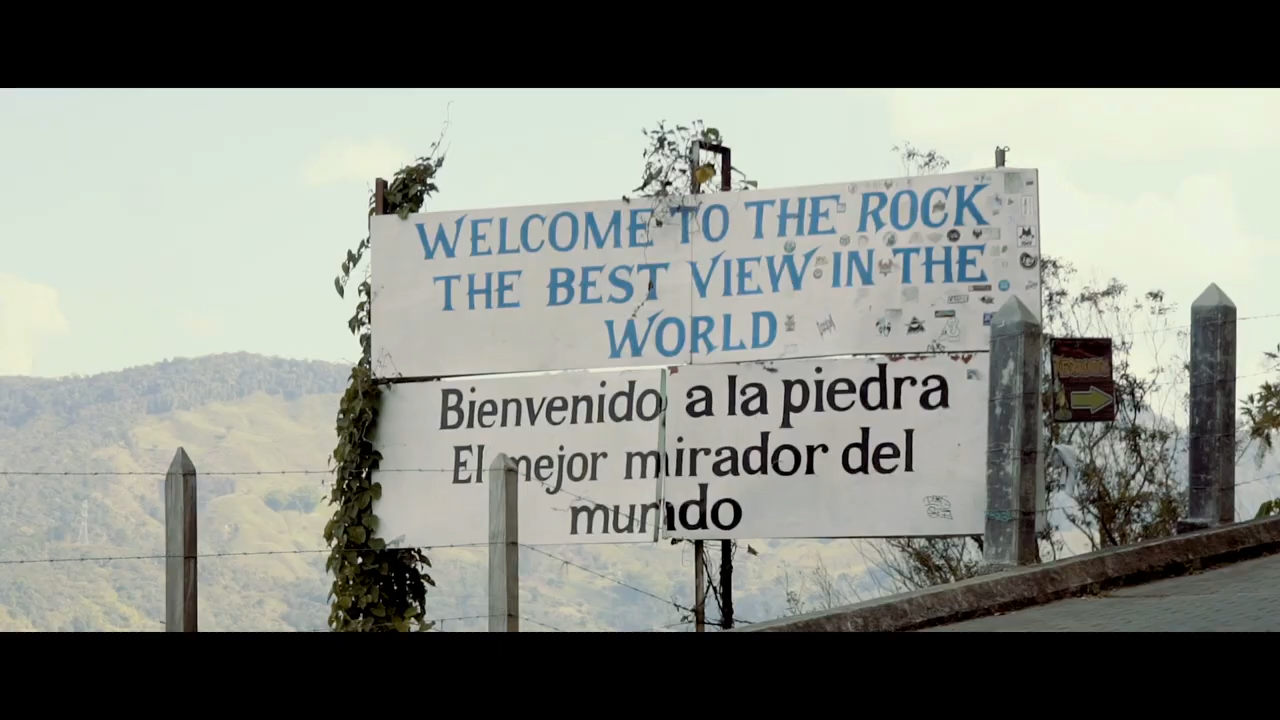 WELCOME TO THE ROCK
THE BEST VIEW IN THE
WORLD
Bienvenido a la piedra
El mejor mirador del
mundo